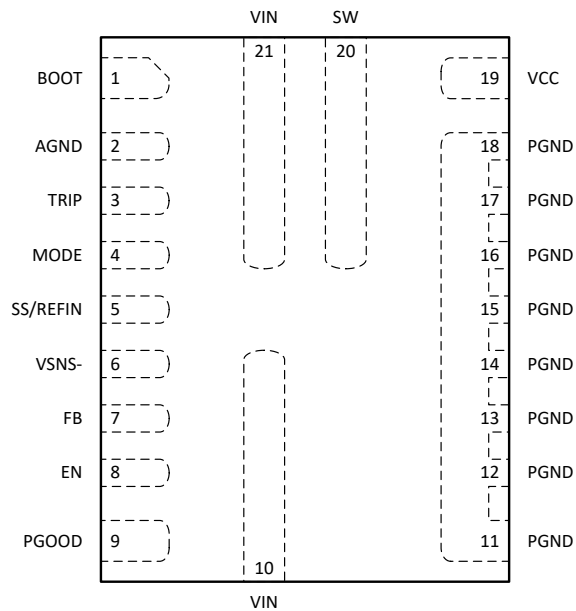 VIN SW
21 20
BOOT 1 19 VCC
AGND 2 18 PGND
TRIP 3 17 PGND
MODE 4 16 PGND
SS/REFIN 5 15 PGND
VSNS- 6 14 PGND
FB 7 13 PGND
EN 8 12 PGND
PGOOD 9 11 PGND
10
VIN